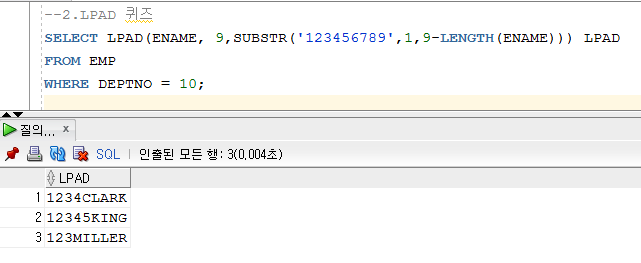 --2.LPAD 퀴즈
SELECT LPAD(ENAME, 9,SUBSTR('123456789',1,9-LENGTH(ENAME))) LPAD
FROM EMP
WHERE DEPTNO = 10;
질의... x
SQL | 인출된 모든 행: 3(0,004초)
LPAD
1 1234CLARK
2 12345KING
3 123MILLER